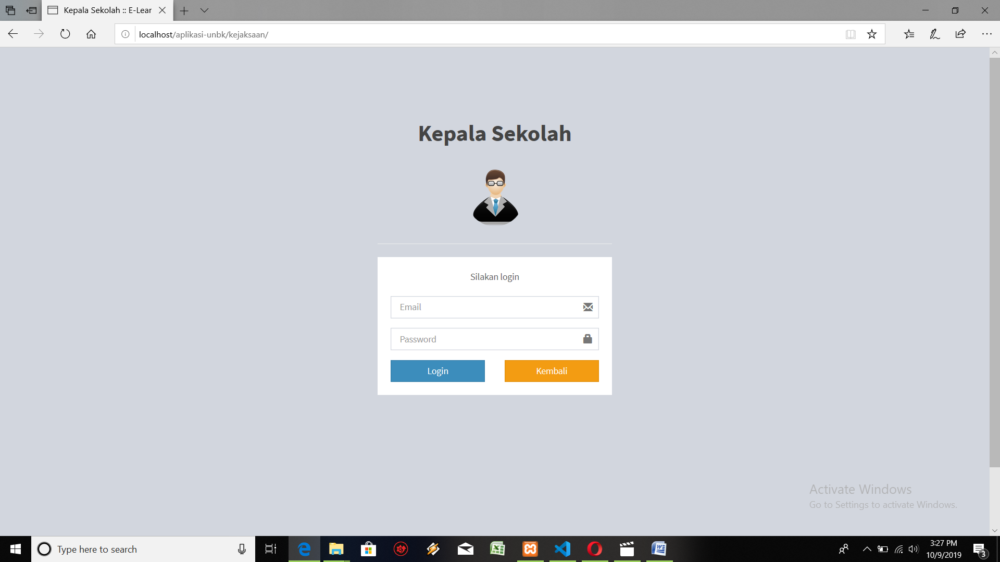 Kepala Sekolah :: E-Lear
localhost/aplikasi-unbk/kejaksaan/
Kepala Sekolah
Silakan login
Email
Password
Login
Kembali
Activate Windows
Go to Settings to activate Windows.
Type here to search
3:27 PM
10/9/2019
3